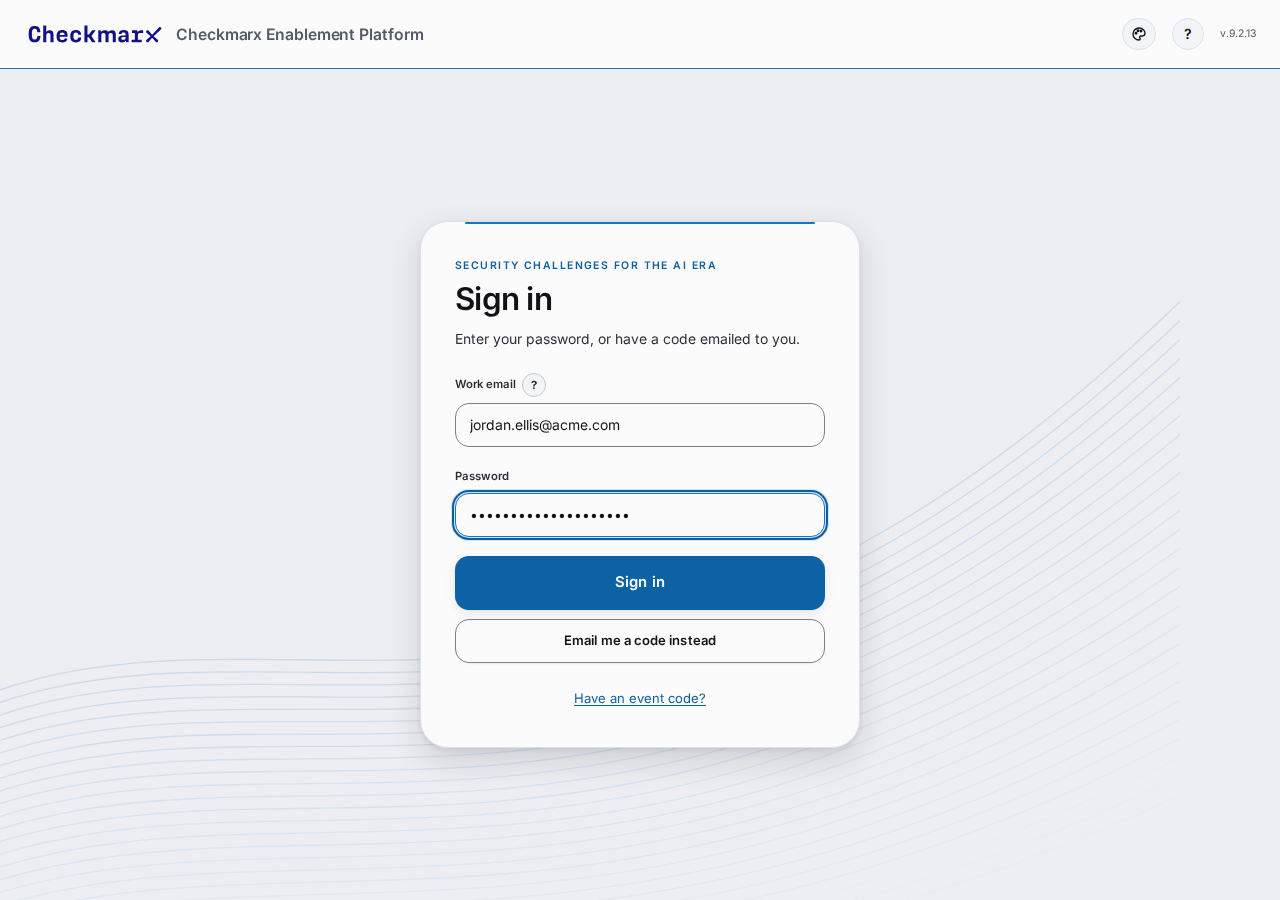 Checkmarx Checkmarx Enablement Platform ? v.9.2.13
SECURITY CHALLENGES FOR THE AI ERA
Sign in
Enter your password, or have a code emailed to you.
Work email ?
jordan.ellis@acme.com
Password
••••••••••••••••••••
Sign in
Email me a code instead
Have an event code?